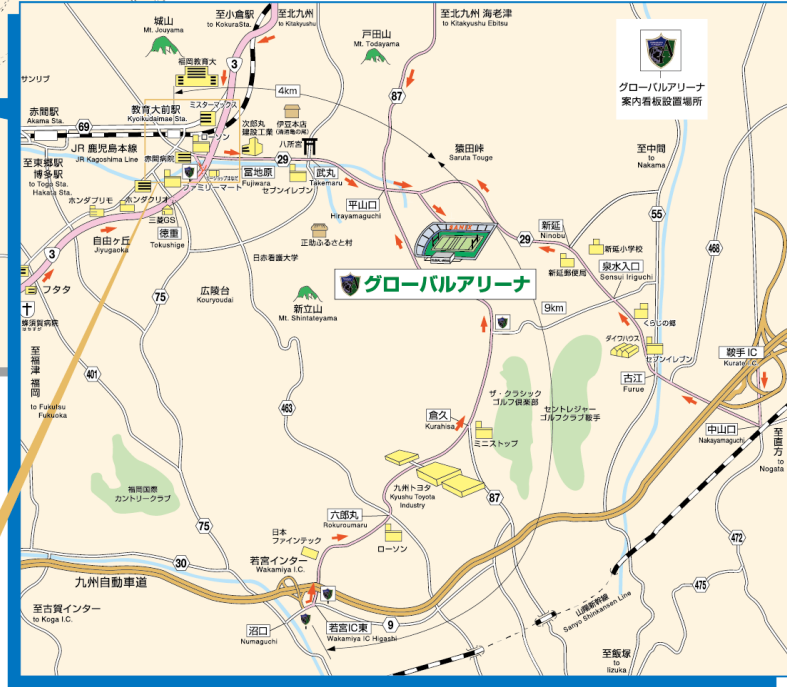 城山
Mt. Jouyama
至小倉駅
to KokuraSta.
至北九州
to Kitakyushu
戸田山
Mt. Todayama
至北九州 海老津
to Kitakyushu Ebitsu
グローバルアリーナ
案内看板設置場所
サンリブ
福岡教育大
3
4km
87
赤間駅
Akama Sta.
69
教育大前駅
Kyoikudaimae Sta.
ミスターマックス
次郎丸
建設工業
伊豆本店
八所宮
ローソン
JR 鹿児島本線
JR Kagoshima Line
赤間病院
29
猿田峠
Saruta Touge
至中間
to Nakama
至東郷駅
博多駅
to Togo Sta.
Hakata Sta.
ファミリーマート
冨地原
Fujiwara
セブンイレブン
武丸
Takemaru
平山口
Hirayamaguchi
ホンダプリモ
ホンダクリオ
三菱GS
徳重
Tokushige
自由ヶ丘
Jiyugaoka
正助ふるさと村
日赤看護大学
29
新延
Ninobu
新延小学校
新延郵便局
55
468
泉水入口
Sensui Iriguchi
3
フタタ
蜂須賀病院
75
広陵台
Kouryoudai
新立山
Mt. Shintateyama
グローバルアリーナ
9km
くらじの郷
ダイワハウス
セブンイレブン
古江
Furue
鞍手IC
至福津 福岡
to Fukutsu
Fukuoka
401
463
ザ・クラシック
ゴルフ倶楽部
セントレジャー
ゴルフクラブ鞍手
中山口
Nakayamaguchi
至直方
to
Nogata
倉久
Kurahisa
ミニストップ
福岡国際
カントリークラブ
九州トヨタ
Kyushu Toyota
Industry
87
六郎丸
Rokuroumaru
ローソン
75
日本
ファインテック
472
30
若宮インター
Wakamiya I.C.
九州自動車道
475
至古賀インター
to Koga I.C.
沼口
Numaguchi
若宮IC東
Wakamiya IC Higashi
9
山陽新幹線
Sanyo Shinkansen Line
至飯塚
to
Iizuka